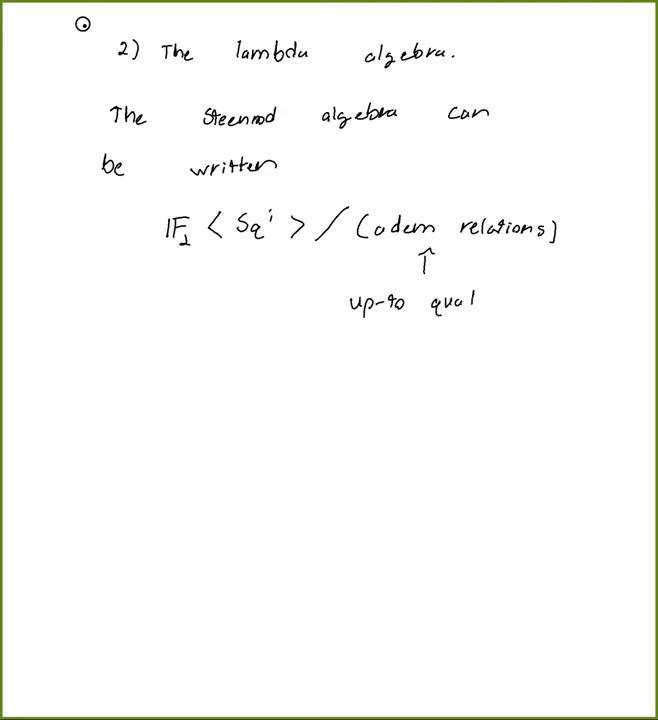 2) The lambda algebra.
The Steenrod algebra can
be written
𝔽₂ < Sqⁱ > / (adem relations)
↑
up-to qual